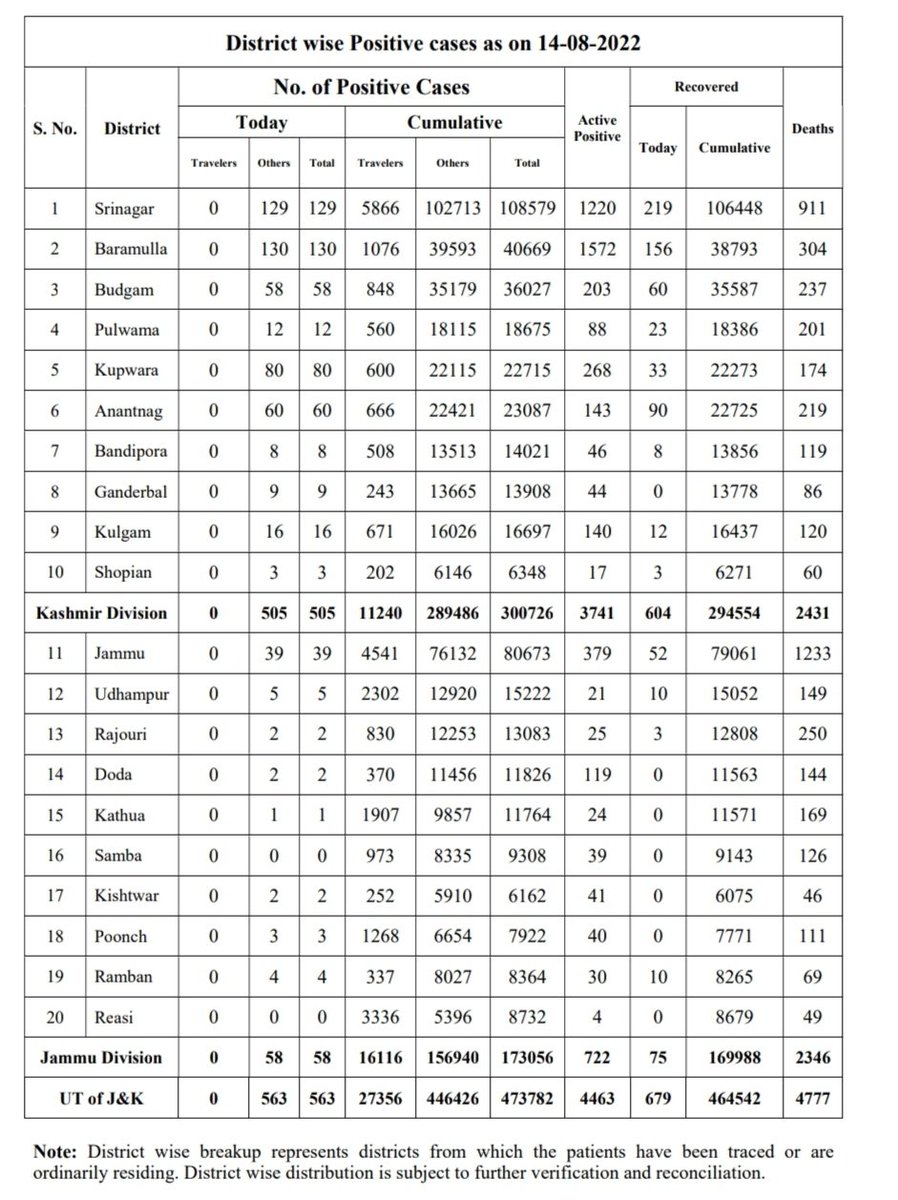 District wise Positive cases as on 14-08-2022
S. No. District No. of Positive Cases Active Positive Recovered Deaths
Today Cumulative Today Cumulative
Travelers Others Total Travelers Others Total
1 Srinagar 0 129 129 5866 102713 108579 1220 219 106448 911
2 Baramulla 0 130 130 1076 39593 40669 1572 156 38793 304
3 Budgam 0 58 58 848 35179 36027 203 60 35587 237
4 Pulwama 0 12 12 560 18115 18675 88 23 18386 201
5 Kupwara 0 80 80 600 22115 22715 268 33 22273 174
6 Anantnag 0 60 60 666 22421 23087 143 90 22725 219
7 Bandipora 0 8 8 508 13513 14021 46 8 13856 119
8 Ganderbal 0 9 9 243 13665 13908 44 0 13778 86
9 Kulgam 0 16 16 671 16026 16697 140 12 16437 120
10 Shopian 0 3 3 202 6146 6348 17 3 6271 60
Kashmir Division 0 505 505 11240 289486 300726 3741 604 294554 2431
11 Jammu 0 39 39 4541 76132 80673 379 52 79061 1233
12 Udhampur 0 5 5 2302 12920 15222 21 10 15052 149
13 Rajouri 0 2 2 830 12253 13083 25 3 12808 250
14 Doda 0 2 2 370 11456 11826 119 0 11563 144
15 Kathua 0 1 1 1907 9857 11764 24 0 11571 169
16 Samba 0 0 0 973 8335 9308 39 0 9143 126
17 Kishtwar 0 2 2 252 5910 6162 41 0 6075 46
18 Poonch 0 3 3 1268 6654 7922 40 0 7771 111
19 Ramban 0 4 4 337 8027 8364 30 10 8265 69
20 Reasi 0 0 0 3336 5396 8732 4 0 8679 49
Jammu Division 0 58 58 16116 156940 173056 722 75 169988 2346
UT of J&K 0 563 563 27356 446426 473782 4463 679 464542 4777
Note: District wise breakup represents districts from which the patients have been traced or are
ordinarily residing. District wise distribution is subject to further verification and reconciliation.